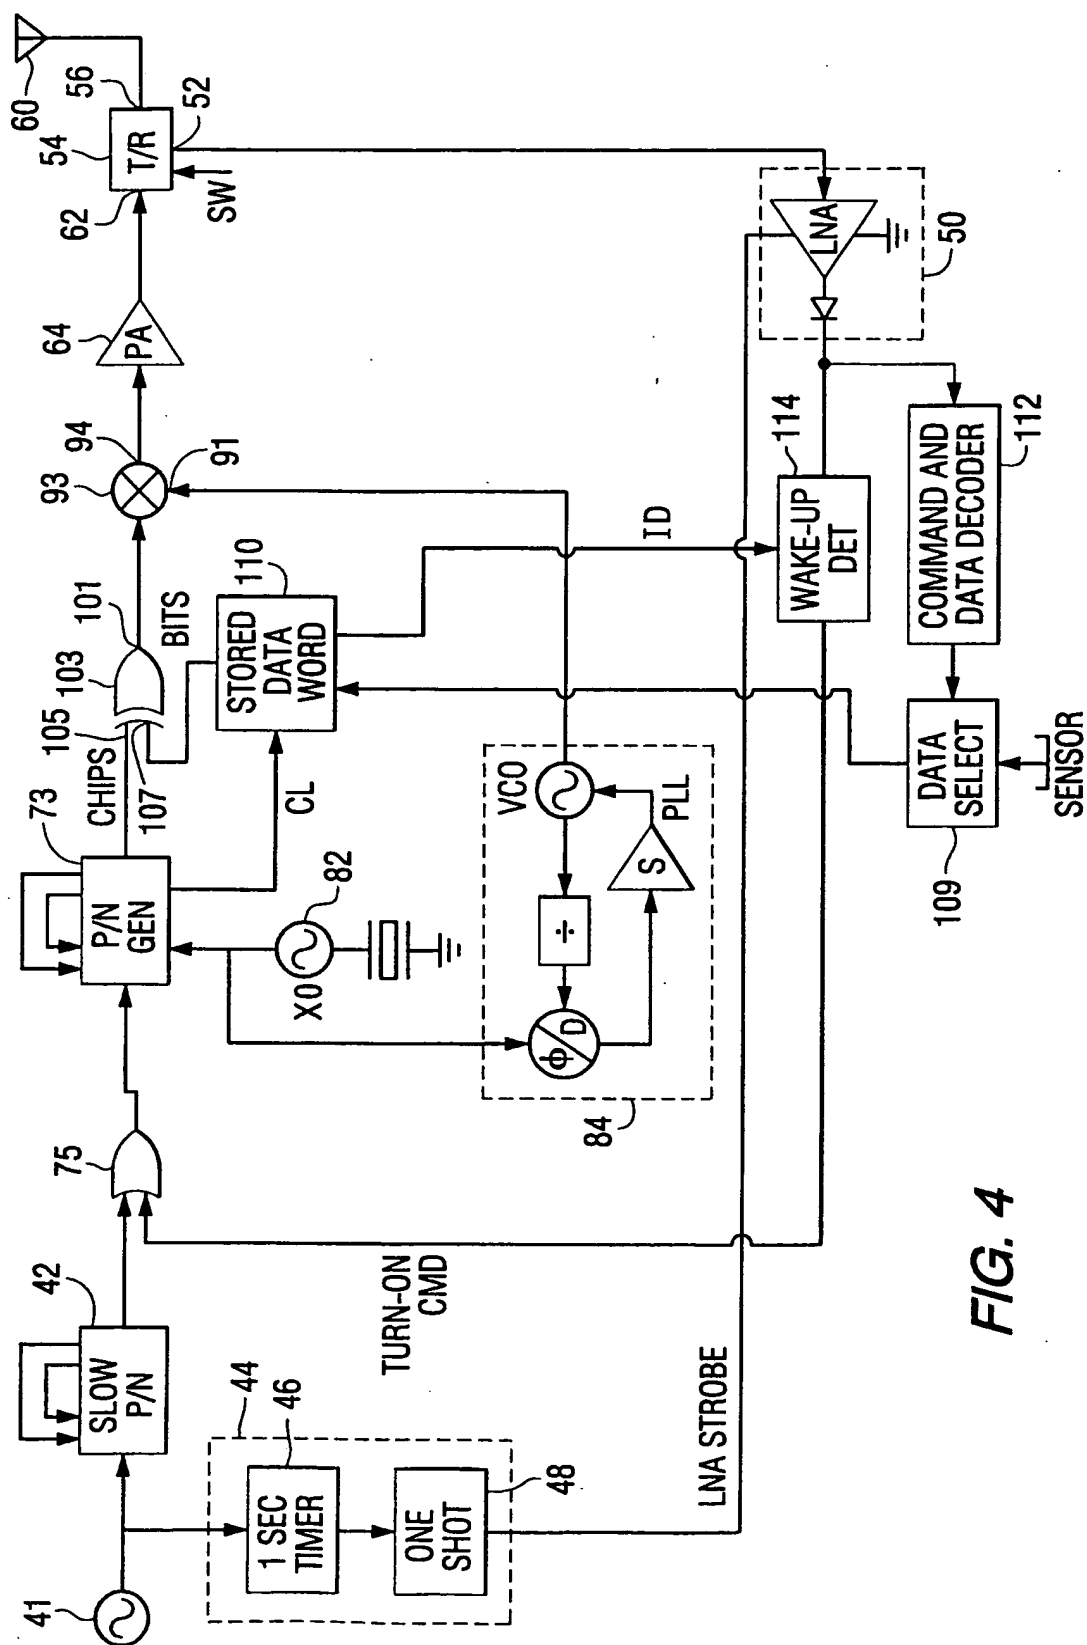 60
56
54
T/R
52
62
SW
64
PA
94
93
91
101
103
BITS
105
CHIPS
107
73
P/N
GEN
110
STORED
DATA
WORD
CL
82
XO
VCO
PLL
÷
S
ϕ
D
84
ID
LNA
50
114
WAKE-UP
DET
112
COMMAND AND
DATA DECODER
DATA
SELECT
109
SENSOR
75
42
SLOW
P/N
TURN-ON
CMD
41
44
46
1 SEC
TIMER
48
ONE
SHOT
LNA STROBE
FIG. 4